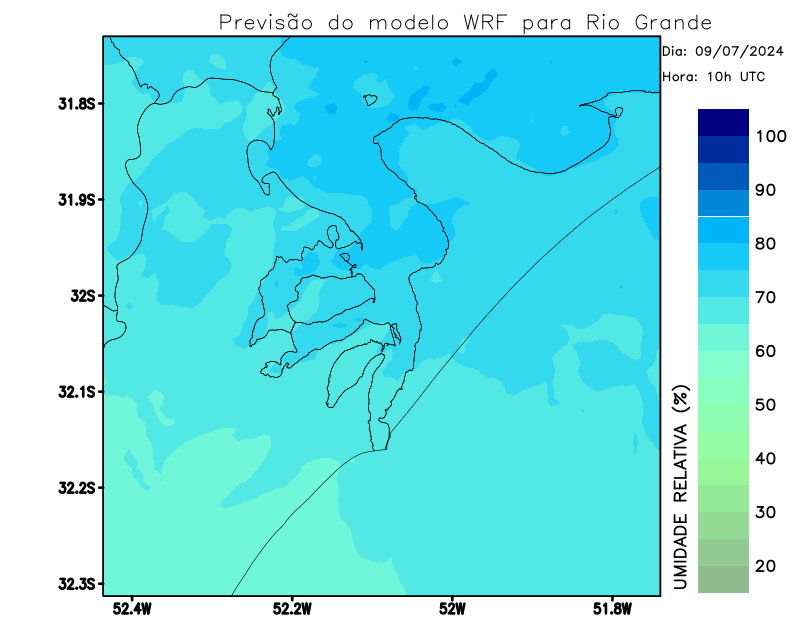 Previsão do modelo WRF para Rio Grande
Dia: 09/07/2024
Hora: 10h UTC
31.8S
31.9S
32S
32.1S
32.2S
32.3S
52.4W
52.2W
52W
51.8W
100
90
80
70
60
50
40
30
20
UMIDADE RELATIVA (%)